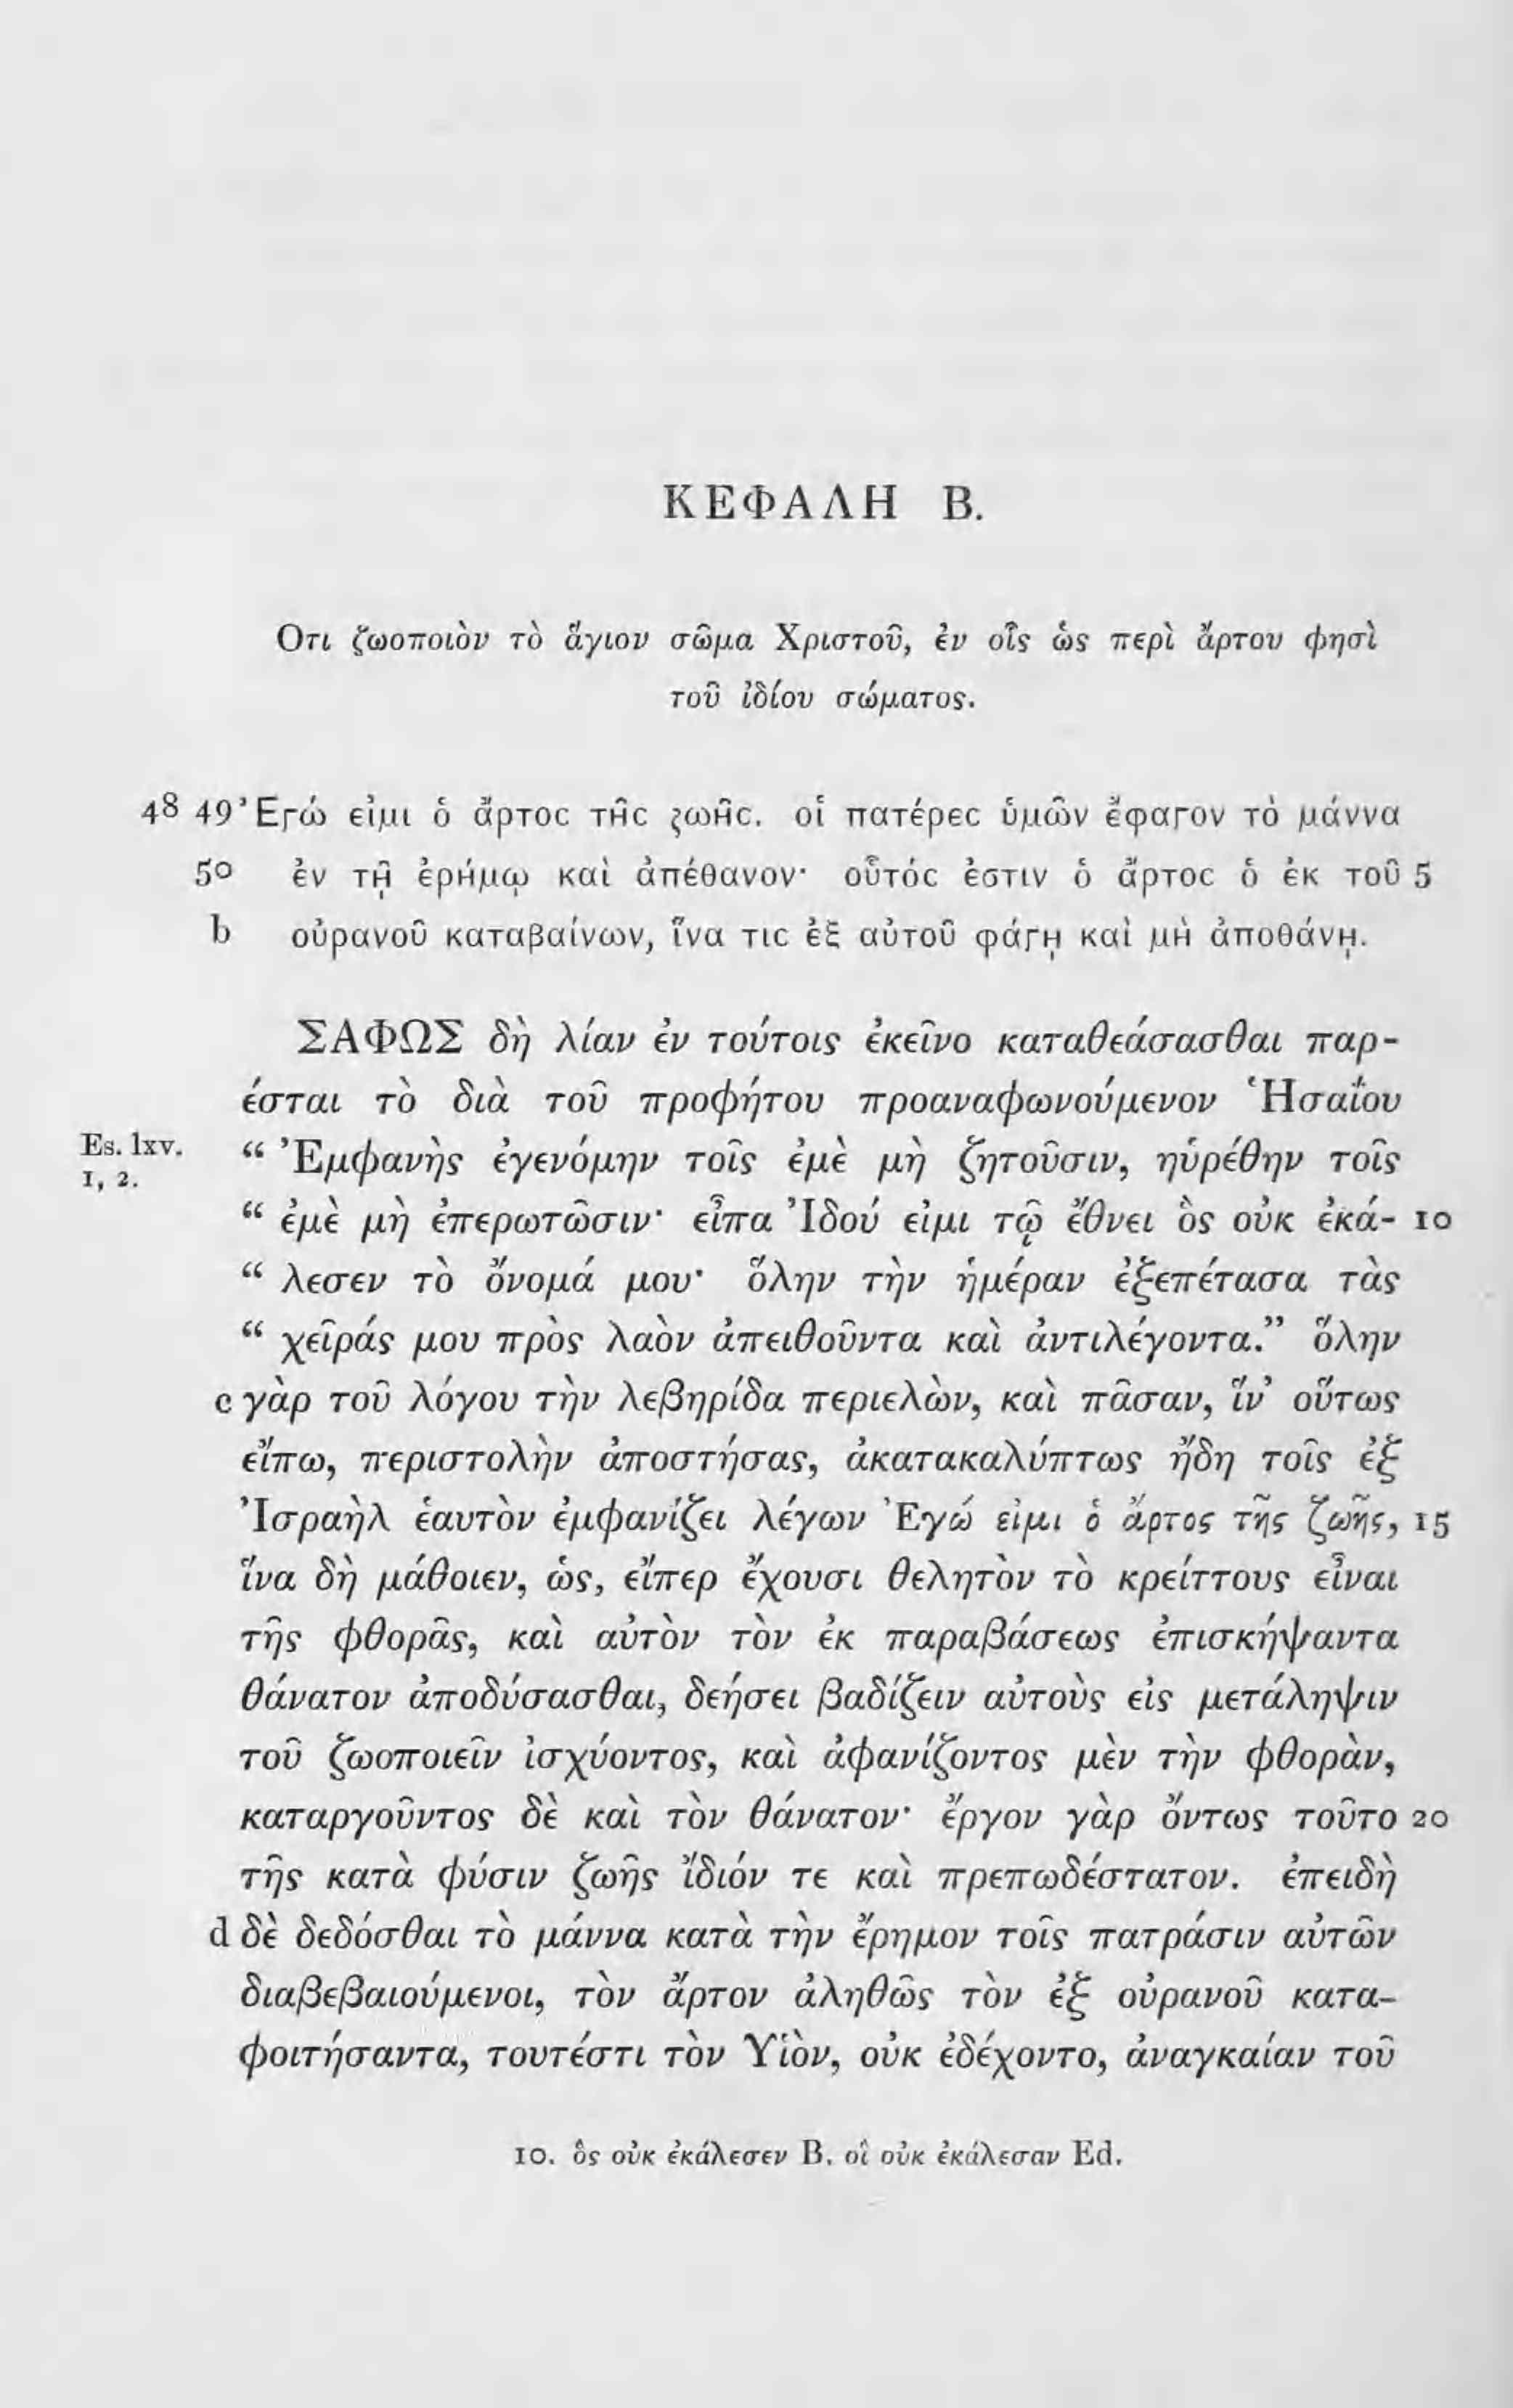 ΚΕΦΑΛΗ Β.
Οτι ζωοποιὸν τὸ ἅγιον σῶμα Χριστοῦ, ἐν οἷς ὡς περὶ ἄρτου φησὶ
τοῦ ἰδίου σώματος.
48 49 Ἐγώ εἰμι ὁ ἄρτοc τῆc ζωῆc. οἱ πατέρεc ὑμῶν ἔφαγον τὸ μάννα
50 ἐν τῇ ἐρήμῳ καὶ ἀπέθανον· οὗτόc ἐστιν ὁ ἄρτοc ὁ ἐκ τοῦ 5
b οὐρανοῦ καταβαίνων, ἵνα τιc ἐξ αὐτοῦ φάγῃ καὶ μὴ ἀποθάνῃ.
ΣΑΦΩΣ δὴ λίαν ἐν τούτοις ἐκεῖνο καταθεάσασθαι παρ-
έσται τὸ διὰ τοῦ προφήτου προαναφωνούμενον Ἡσαΐου
Es. lxv. “ Ἐμφανὴς ἐγενόμην τοῖς ἐμὲ μὴ ζητοῦσιν, ηὑρέθην τοῖς
1, 2.
“ ἐμὲ μὴ ἐπερωτῶσιν· εἶπα Ἰδού εἰμι τῷ ἔθνει ὃς οὐκ ἐκά- 10
“ λεσεν τὸ ὄνομά μου· ὅλην τὴν ἡμέραν ἐξεπέτασα τὰς
“ χεῖράς μου πρὸς λαὸν ἀπειθοῦντα καὶ ἀντιλέγοντα.” ὅλην
c γὰρ τοῦ λόγου τὴν λεβηρίδα περιελὼν, καὶ πᾶσαν, ἵν’ οὕτως
εἴπω, περιστολὴν ἀποστήσας, ἀκατακαλύπτως ἤδη τοῖς ἐξ
Ἰσραὴλ ἑαυτὸν ἐμφανίζει λέγων Ἐγώ εἰμι ὁ ἄρτος τῆς ζωῆς, 15
ἵνα δὴ μάθοιεν, ὡς, εἴπερ ἔχουσι θελητὸν τὸ κρείττους εἶναι
τῆς φθορᾶς, καὶ αὐτὸν τὸν ἐκ παραβάσεως ἐπισκήψαντα
θάνατον ἀποδύσασθαι, δεήσει βαδίζειν αὐτοὺς εἰς μετάληψιν
τοῦ ζωοποιεῖν ἰσχύοντος, καὶ ἀφανίζοντος μὲν τὴν φθορὰν,
καταργοῦντος δὲ καὶ τὸν θάνατον· ἔργον γὰρ ὄντως τοῦτο 20
τῆς κατὰ φύσιν ζωῆς ἴδιόν τε καὶ πρεπωδέστατον. ἐπειδὴ
d δὲ δεδόσθαι τὸ μάννα κατὰ τὴν ἔρημον τοῖς πατράσιν αὐτῶν
διαβεβαιούμενοι, τὸν ἄρτον ἀληθῶς τὸν ἐξ οὐρανοῦ κατα-
φοιτήσαντα, τουτέστι τὸν Υἱὸν, οὐκ ἐδέχοντο, ἀναγκαίαν τοῦ
10. ὃς οὐκ ἐκάλεσεν B. οἳ οὐκ ἐκάλεσαν Ed.